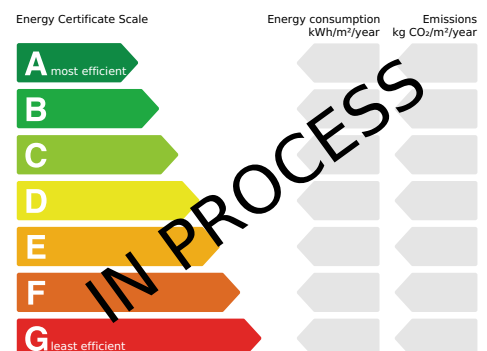 Energy Certificate Scale
Energy consumption
kWh/m²/year
Emissions
kg CO₂/m²/year
A most efficient
B
C
D
E
F
G least efficient
IN PROCESS